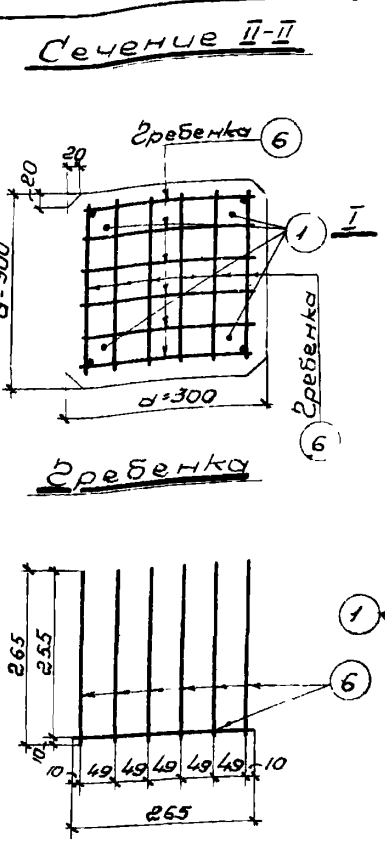 Сечение II-II
Гребенка 6
20
20
1 I
d=300
d=300
Гребенка
6
Гребенка
265
255
10
1
6
10 49 49 49 49 49 10
265